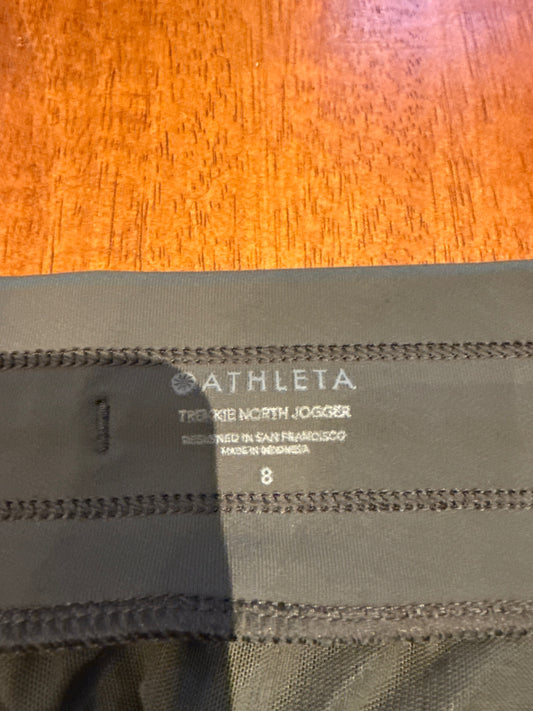 ATHLETA
TREKKIE NORTH JOGGER
DESIGNED IN SAN FRANCISCO
MADE IN INDONESIA
8